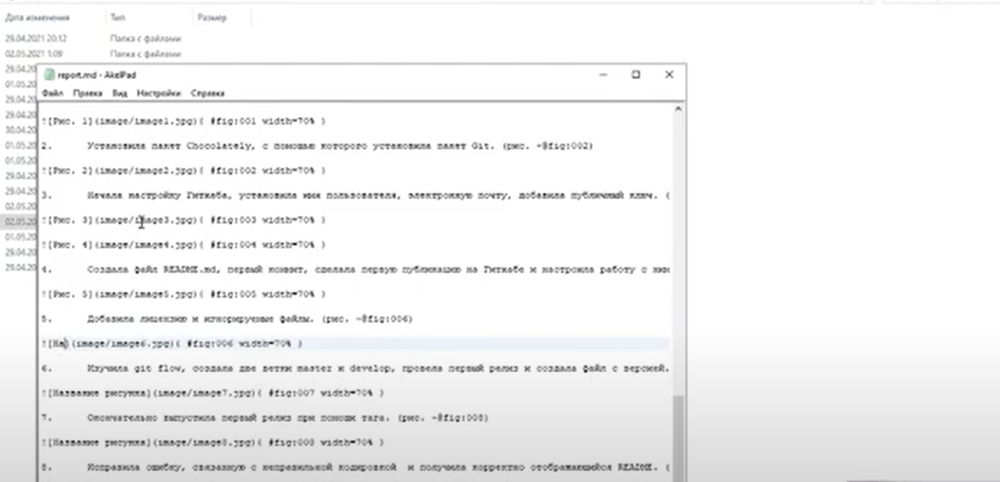 Дата изменения Тип Размер
29.04.2021 20:12 Папка с файлами
02.05.2021 1:09 Папка с файлами
29.04.20
01.05.20
29.04.20
29.04.20
30.04.20
01.05.20
01.05.20
29.04.20
29.04.20
02.05.20
02.05.20
01.05.20
29.04.20
29.04.20
report.md - AkelPad
Файл Правка Вид Настройки Справка
![Рис. 1](image/image1.jpg){ #fig:001 width=70% }
2. Установила пакет Chocolately, с помощью которого установила пакет Git. (рис. -@fig:002)
![Рис. 2](image/image2.jpg){ #fig:002 width=70% }
3. Начала настройку Гитхаба, установила имя пользователя, электронную почту, добавила публичный ключ. (
![Рис. 3](image/image3.jpg){ #fig:003 width=70% }
![Рис. 4](image/image4.jpg){ #fig:004 width=70% }
4. Создала файл README.md, первый коммит, сделала первую публикацию на Гитхабе и настроила работу с ним
![Рис. 5](image/image5.jpg){ #fig:005 width=70% }
5. Добавила лицензию и игнорируемые файлы. (рис. -@fig:006)
![На](image/image6.jpg){ #fig:006 width=70% }
6. Изучила git flow, создала две ветки master и develop, провела первый релиз и создала файл с версией.
![Название рисунка](image/image7.jpg){ #fig:007 width=70% }
7. Окончательно выпустила первый релиз при помощи тага. (рис. -@fig:008)
![Название рисунка](image/image8.jpg){ #fig:008 width=70% }
8. Исправила ошибку, связанную с неправильной кодировкой и получила корректно отображающийся README. (